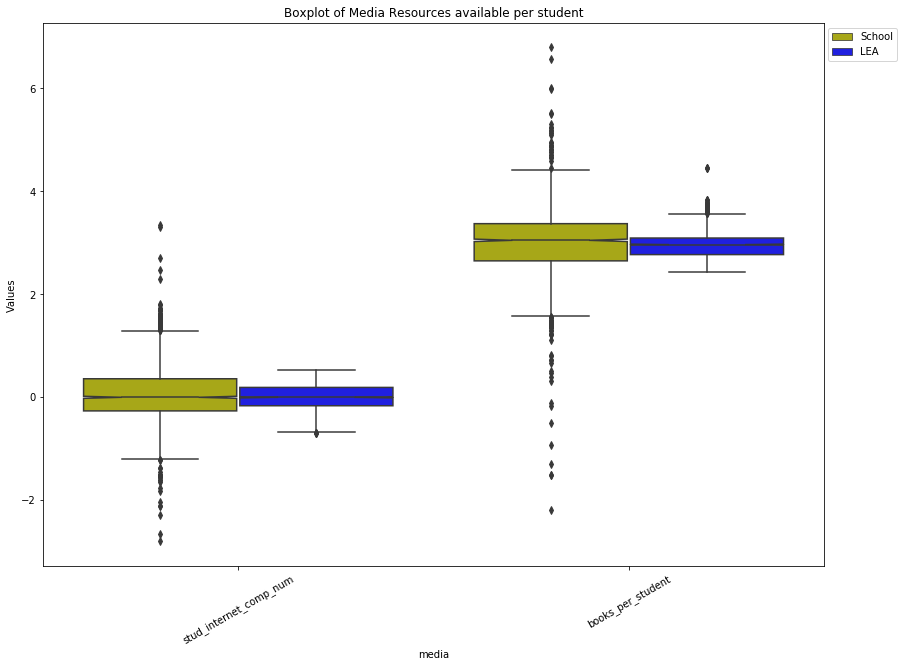 Boxplot of Media Resources available per student
School
LEA
6
4
2
0
−2
Values
stud_internet_comp_num
books_per_student
media